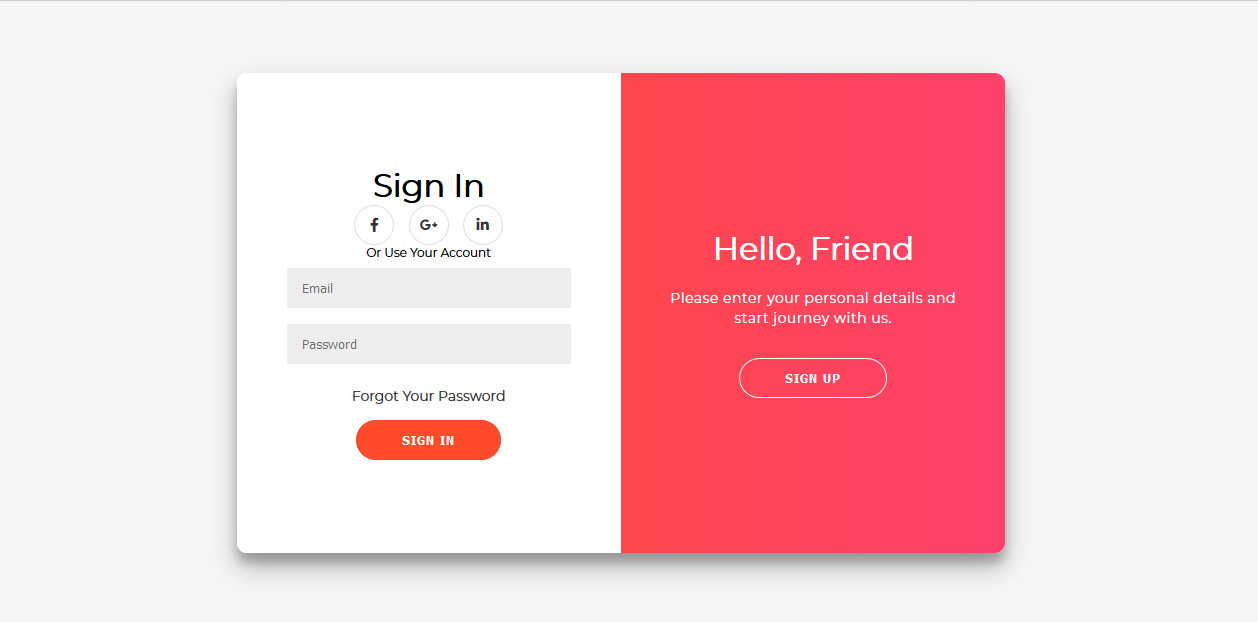 Sign In
f G+ in
Or Use Your Account
Email
Password
Forgot Your Password
SIGN IN
Hello, Friend
Please enter your personal details and
start journey with us.
SIGN UP